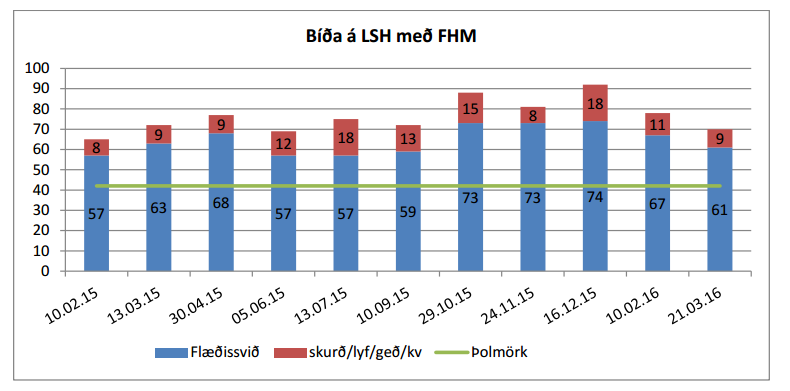 Bíða á LSH með FHM
100
90
80
70
60
50
40
30
20
10
0
8 9 9 12 18 13 15 8 18 11 9
57 63 68 57 57 59 73 73 74 67 61
10.02.15 13.03.15 30.04.15 05.06.15 13.07.15 10.09.15 29.10.15 24.11.15 16.12.15 10.02.16 21.03.16
Flæðissvið skurð/lyf/geð/kv Þolmörk